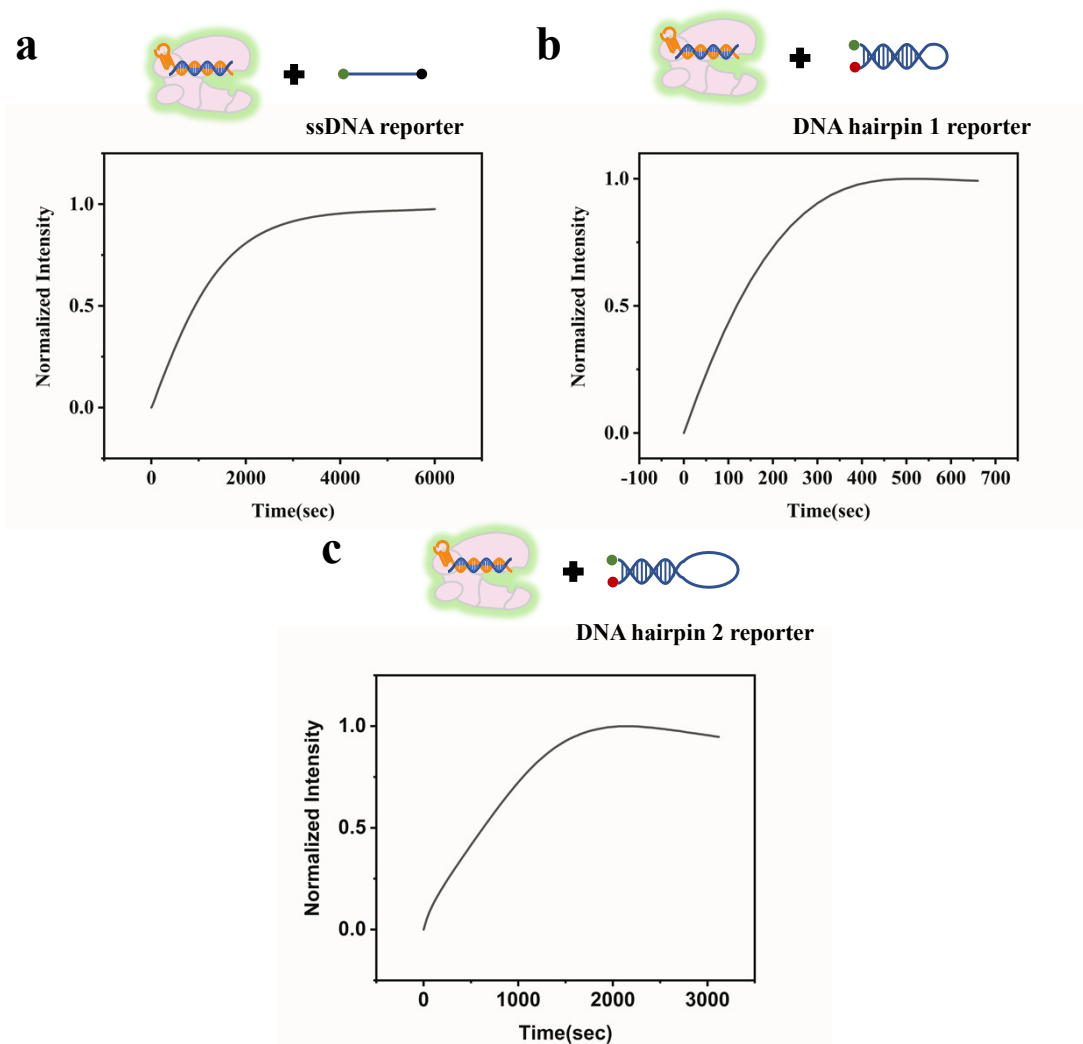 a
ssDNA reporter
1.0
0.5
0.0
Normalized Intensity
0 2000 4000 6000
Time(sec)
b
DNA hairpin 1 reporter
1.0
0.5
0.0
Normalized Intensity
-100 0 100 200 300 400 500 600 700
Time(sec)
c
DNA hairpin 2 reporter
1.0
0.5
0.0
Normalized Intensity
0 1000 2000 3000
Time(sec)